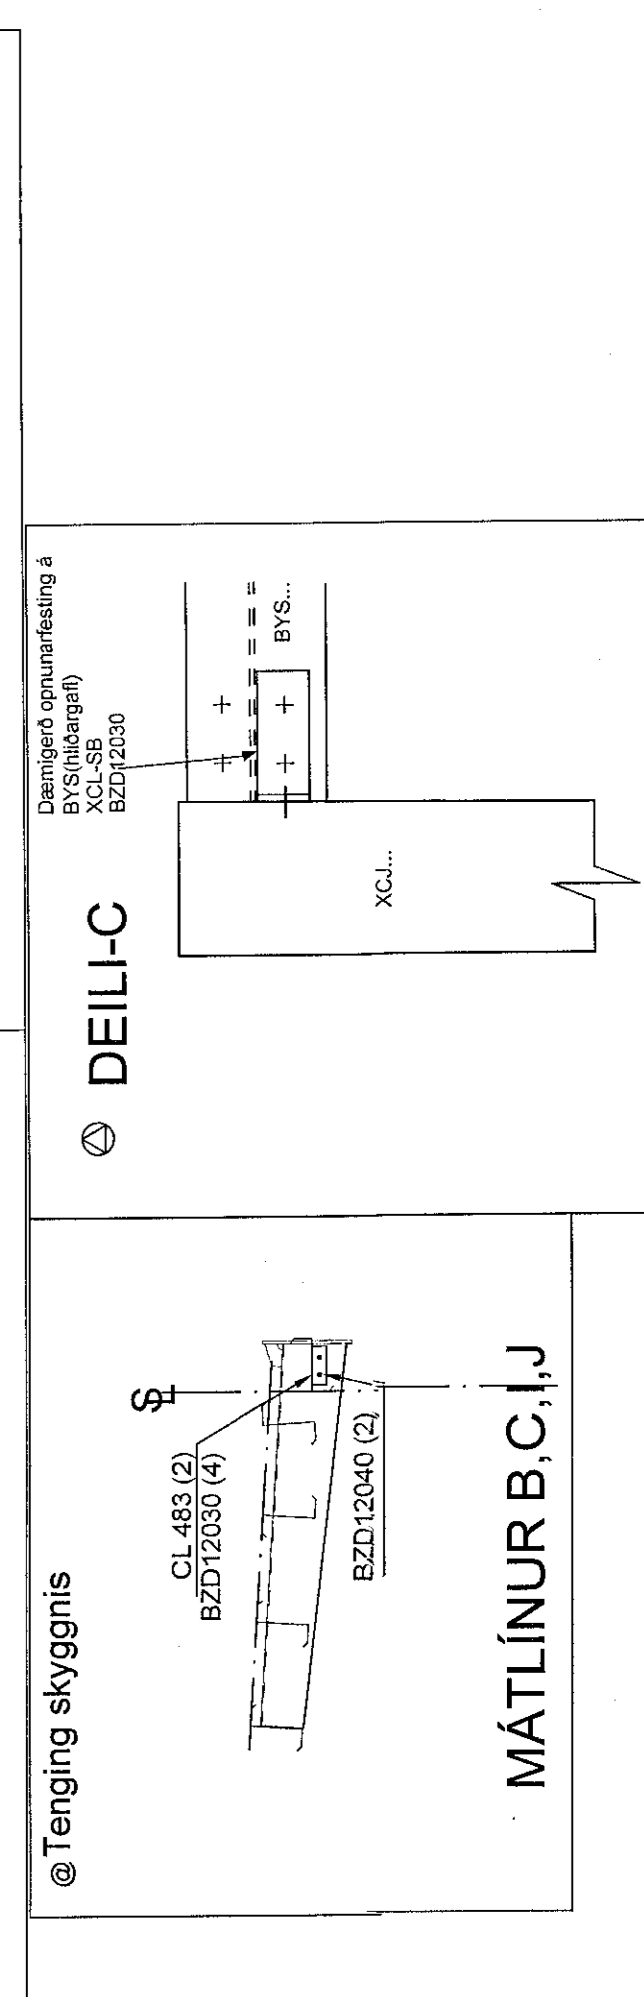 @Tenging skyggnis
CL 483 (2)
BZD12030 (4)
BZD12040 (2)
MÁTLÍNUR B,C,I,J
DEILI-C
Dæmigerð opnunarfesting á
BYS(hliðargafl)
XCL-SB
BZD12030
BYS...
XCJ...